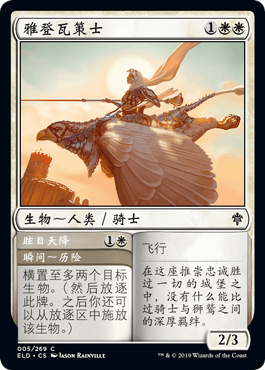 雅登瓦策士 1
生物～人类 / 骑士
眩目天降 1
瞬间～历险
横置至多两个目标
生物。（然后放逐
此牌。之后你还可
以从放逐区中施放
该生物。）
飞行
在这座推崇忠诚胜
过一切的城堡之
中，没有什么能比
过骑士与狮鹫之间
的深厚羁绊。
2/3
005/269 C
ELD • CS JASON RAINVILLE
™ & © 2019 Wizards of the Coast